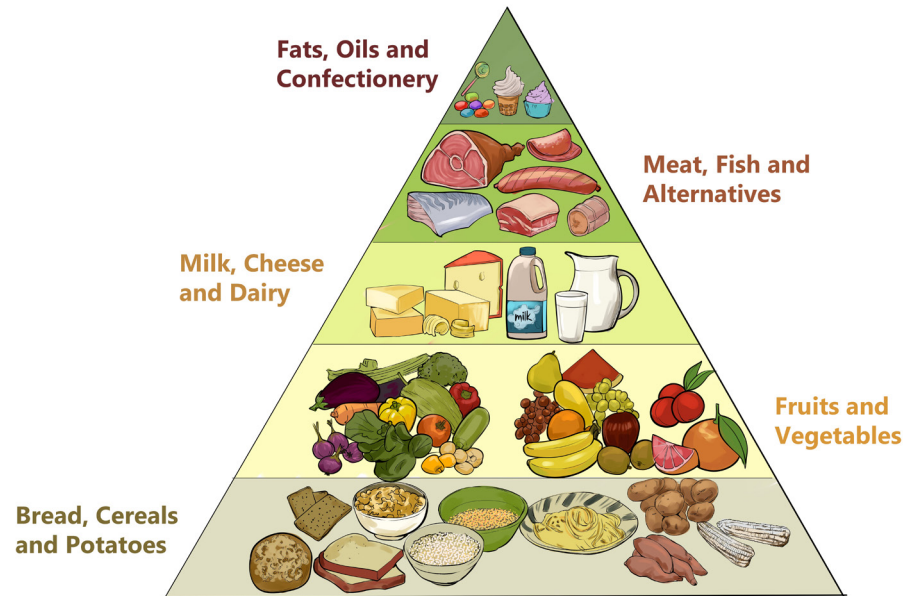 Fats, Oils and
Confectionery
Meat, Fish and
Alternatives
Milk, Cheese
and Dairy
milk
Fruits and
Vegetables
Bread, Cereals
and Potatoes